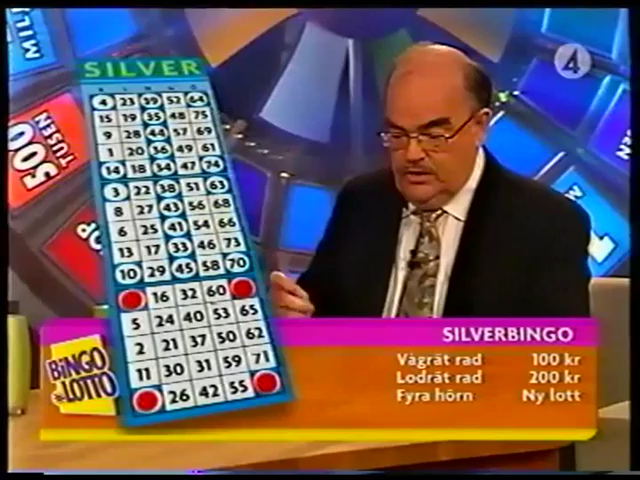 MILJ
500
TUSEN
4
SILVER
B I N G O
4 23 39 52 64
15 19 35 48 75
9 28 44 57 69
1 20 36 49 61
14 18 34 47 74
3 22 38 51 63
8 27 43 56 68
6 25 41 54 66
13 17 33 46 73
10 29 45 58 70
16 32 60
5 24 40 53 65
2 21 37 50 62
11 30 31 59 71
26 42 55
BINGO
LOTTO
SILVERBINGO
Vågrät rad 100 kr
Lodrät rad 200 kr
Fyra hörn Ny lott